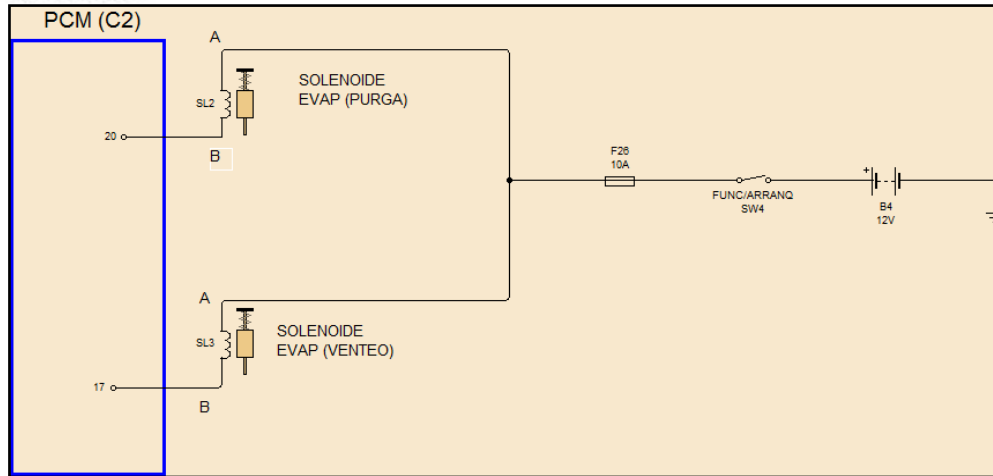 PCM (C2)
A
SOLENOIDE
EVAP (PURGA)
SL2
20
B
F26
10A
FUNC/ARRANQ
SW4
+
B4
12V
A
SOLENOIDE
EVAP (VENTEO)
SL3
17
B